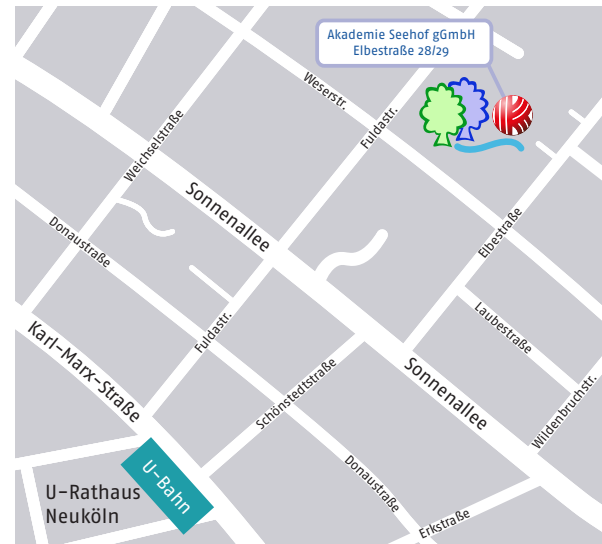 Akademie Seehof gGmbH
Elbestraße 28/29
Weserstr.
Fuldastr.
Weichselstraße
Sonnenallee
Elbestraße
Donaustraße
Laubestraße
Fuldastr.
Karl-Marx-Straße
Schönstedtstraße
Sonnenallee
Wildenbruchstr.
U-Bahn
Donaustraße
U-Rathaus
Neuköln
Erkstraße